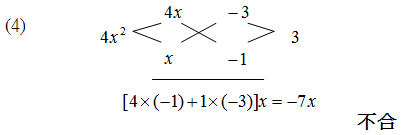 (4)
4x -3
4x² 3
x -1
[4×(-1)+1×(-3)]x = -7x
不合